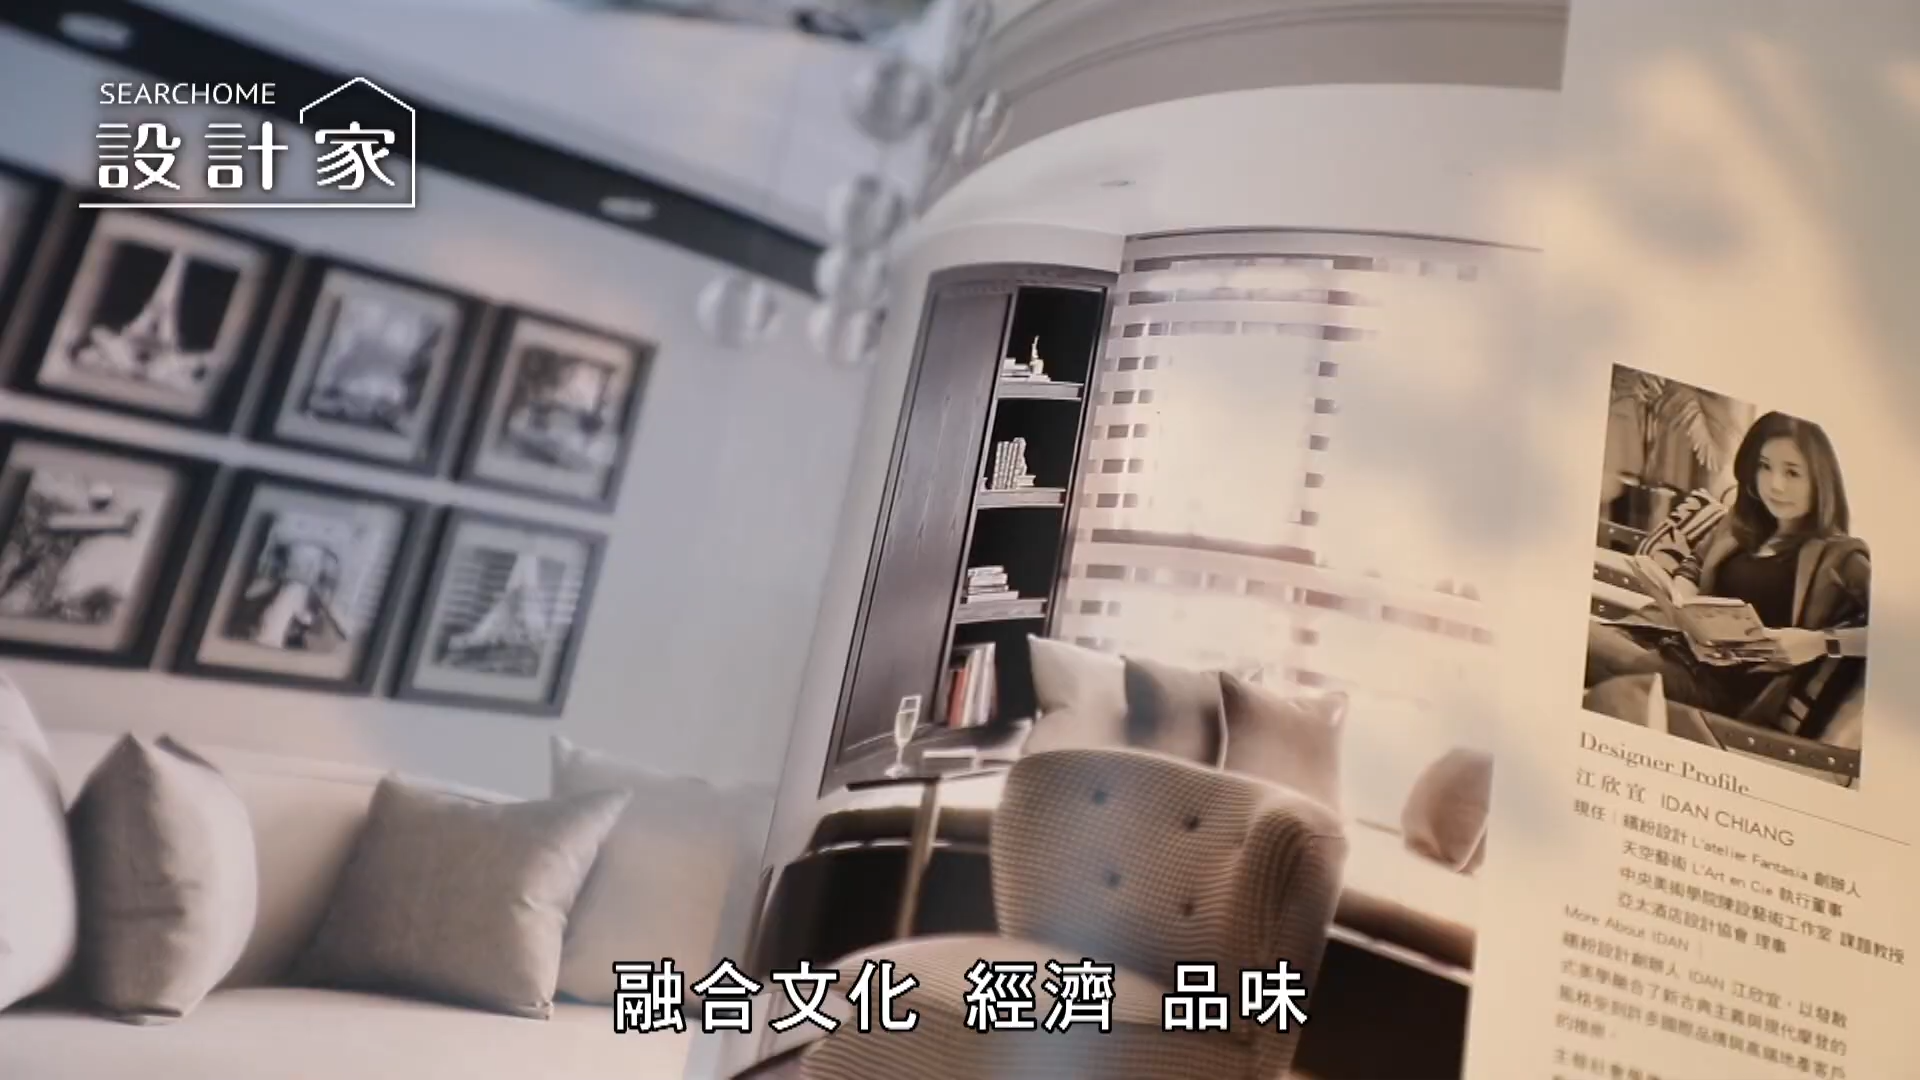 SEARCHOME
設計家
Designer Profile
江欣宜 IDAN CHIANG
現任｜繽紛設計 L'atelier Fantasia 創辦人
天空藝術 L'Art en Cie 執行董事
中央美術學院陳設藝術工作室 課題教授
亞太酒店設計協會 理事
More About IDAN｜
繽紛設計創辦人 IDAN 江欣宜，以發散
式美學融合了新古典主義與現代摩登的
風格受到許多國際品牌與高端地產客戶
的推崇。
融合文化 經濟 品味